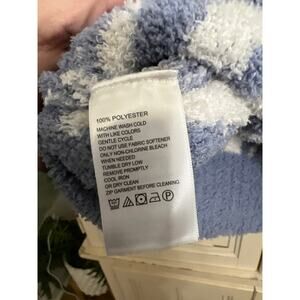 100% POLYESTER
MACHINE WASH COLD
WITH LIKE COLORS
GENTLE CYCLE
DO NOT USE FABRIC SOFTENER
ONLY NON-CHLORINE BLEACH
WHEN NEEDED
TUMBLE DRY LOW
REMOVE PROMPTLY
COOL IRON
OR DRY CLEAN
ZIP GARMENT BEFORE CLEANING